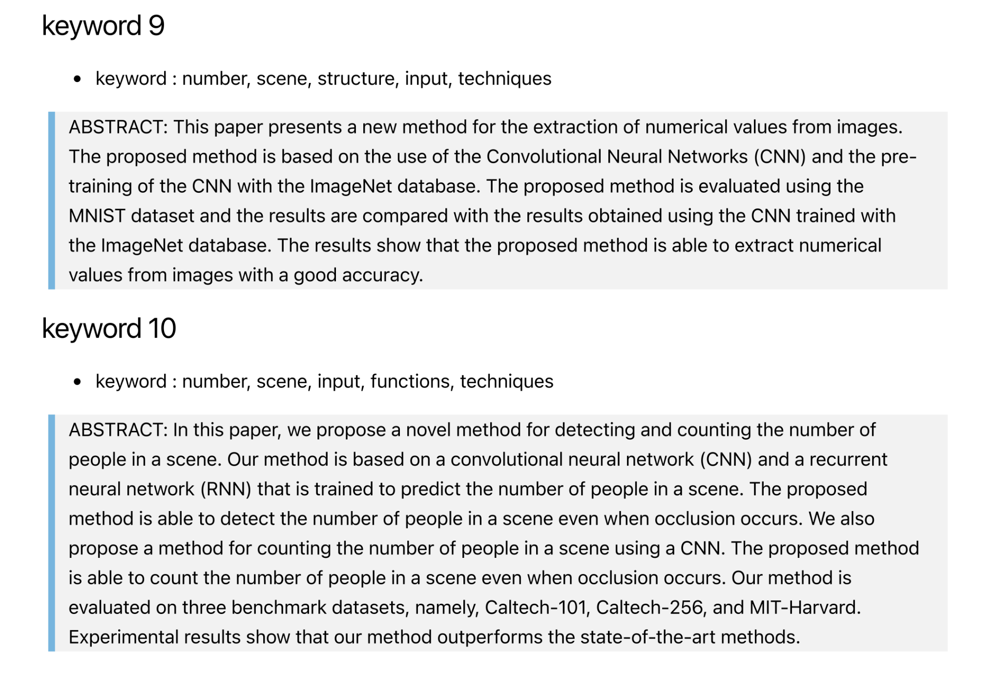 keyword 9
• keyword : number, scene, structure, input, techniques
ABSTRACT: This paper presents a new method for the extraction of numerical values from images.
The proposed method is based on the use of the Convolutional Neural Networks (CNN) and the pre-
training of the CNN with the ImageNet database. The proposed method is evaluated using the
MNIST dataset and the results are compared with the results obtained using the CNN trained with
the ImageNet database. The results show that the proposed method is able to extract numerical
values from images with a good accuracy.
keyword 10
• keyword : number, scene, input, functions, techniques
ABSTRACT: In this paper, we propose a novel method for detecting and counting the number of
people in a scene. Our method is based on a convolutional neural network (CNN) and a recurrent
neural network (RNN) that is trained to predict the number of people in a scene. The proposed
method is able to detect the number of people in a scene even when occlusion occurs. We also
propose a method for counting the number of people in a scene using a CNN. The proposed method
is able to count the number of people in a scene even when occlusion occurs. Our method is
evaluated on three benchmark datasets, namely, Caltech-101, Caltech-256, and MIT-Harvard.
Experimental results show that our method outperforms the state-of-the-art methods.